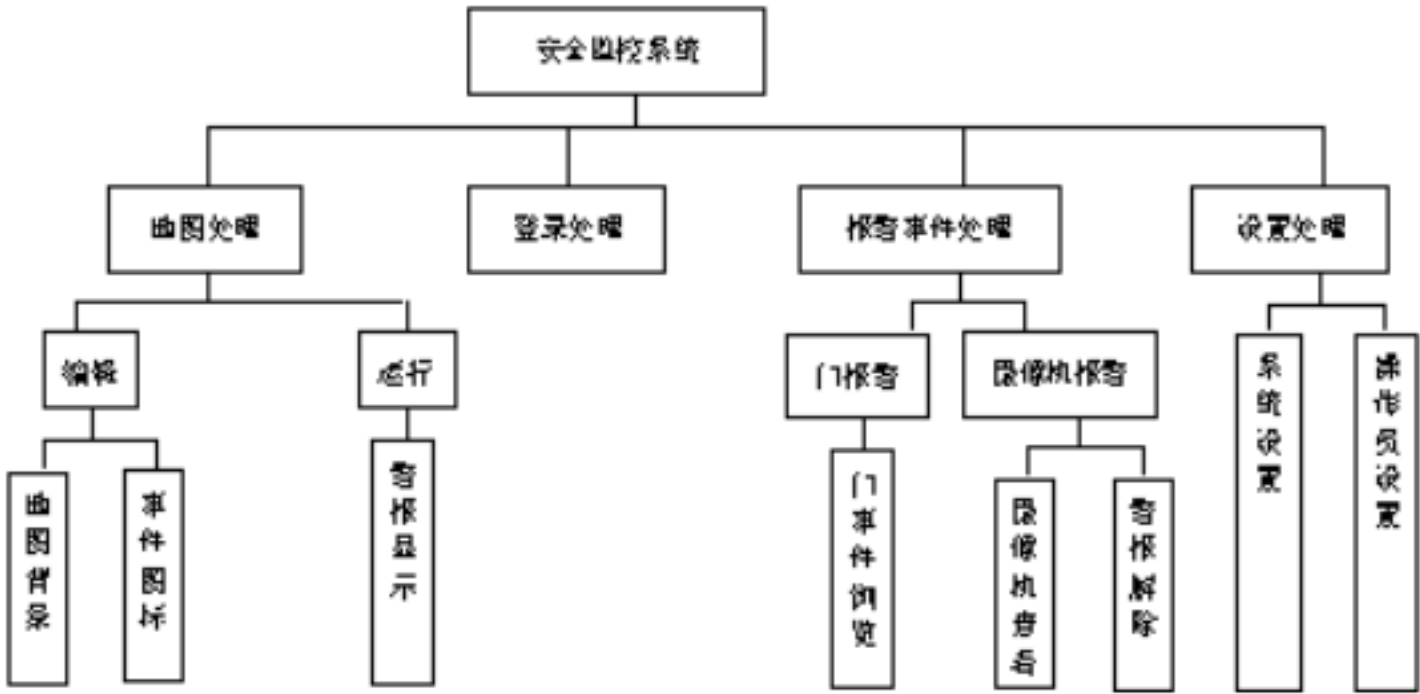 安全监控系统
画图处理
登录处理
报警事件处理
设置处理
编辑
运行
门报警
摄像机报警
系统设置
操作员设置
画图背景
事件图标
警报显示
门事件浏览
摄像机查看
警报解除